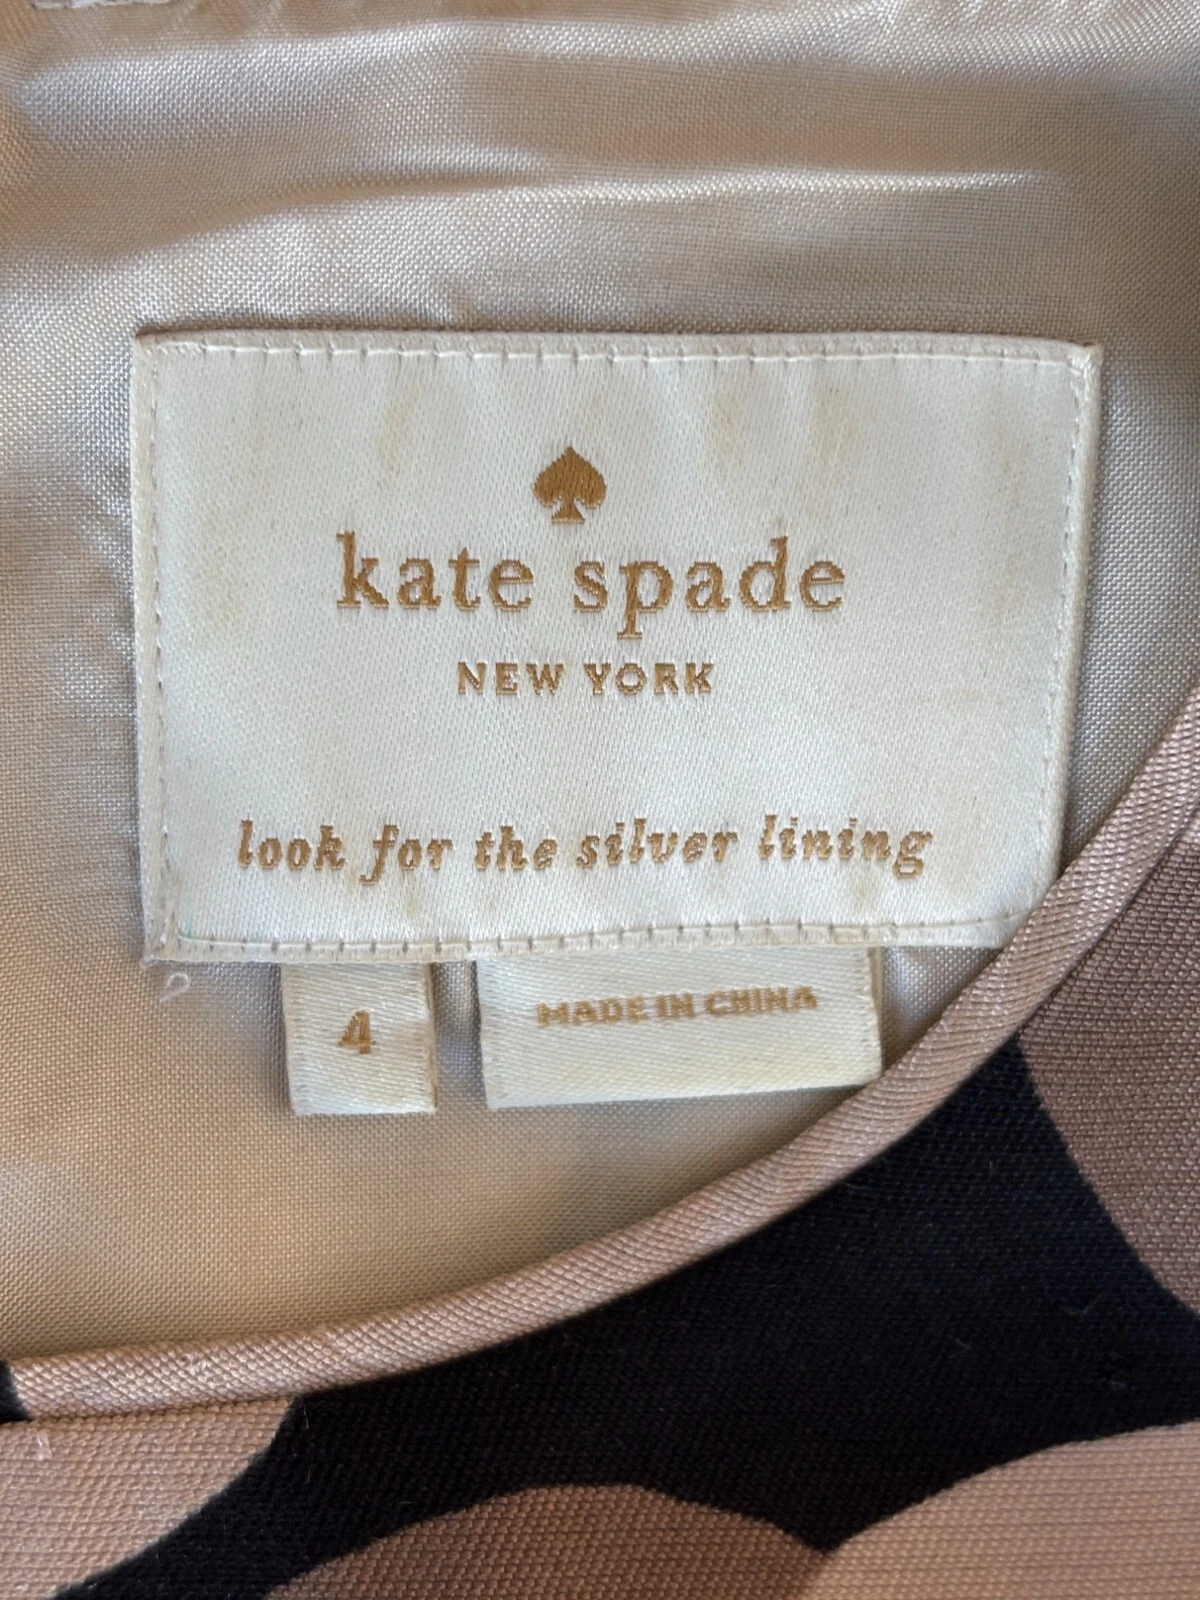 kate spade
NEW YORK
look for the silver lining
4
MADE IN CHINA